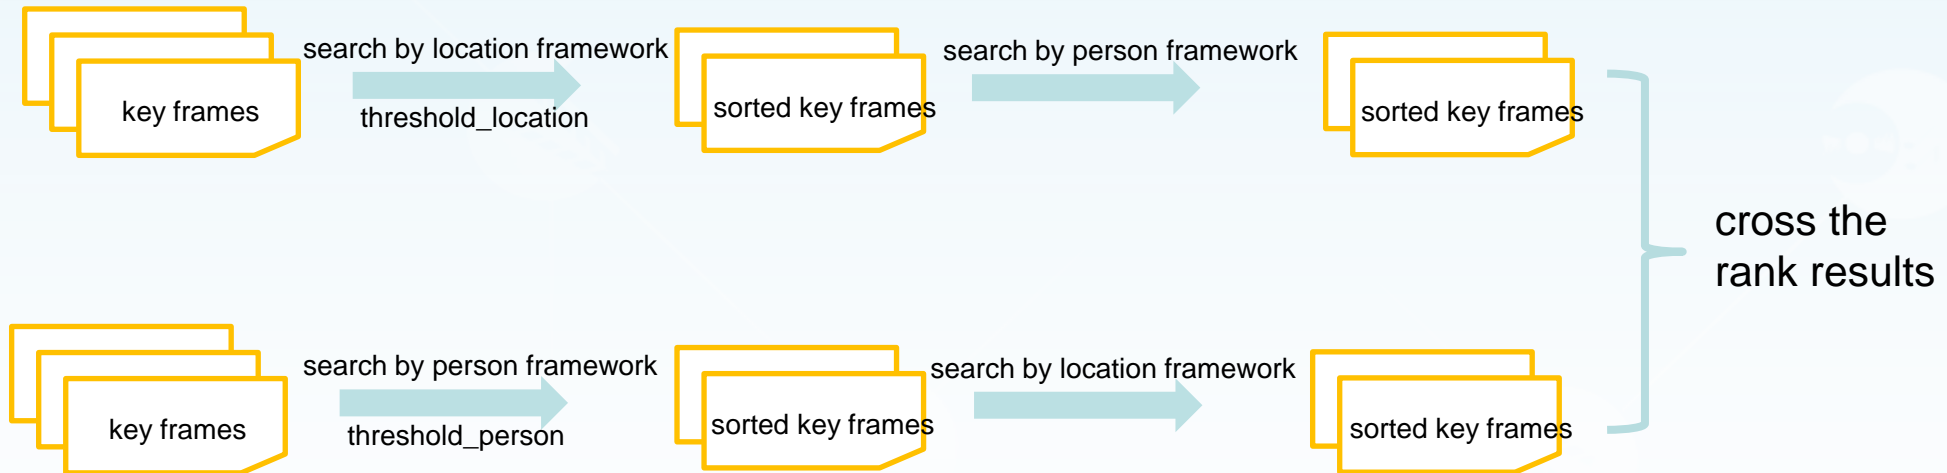 search by location framework
search by person framework
key frames
threshold_location
sorted key frames
sorted key frames
cross the
rank results
search by person framework
search by location framework
key frames
threshold_person
sorted key frames
sorted key frames